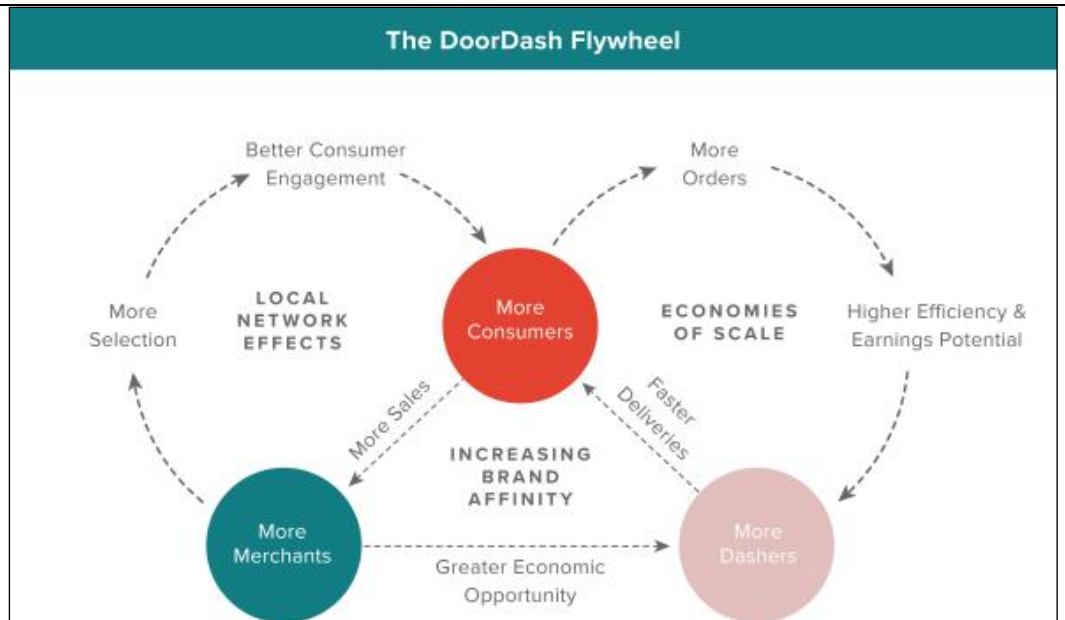 The DoorDash Flywheel
Better Consumer
Engagement
More
Orders
More
Selection
LOCAL
NETWORK
EFFECTS
More
Consumers
ECONOMIES
OF SCALE
Higher Efficiency &
Earnings Potential
More Sales
Faster
Deliveries
INCREASING
BRAND
AFFINITY
More
Merchants
Greater Economic
Opportunity
More
Dashers